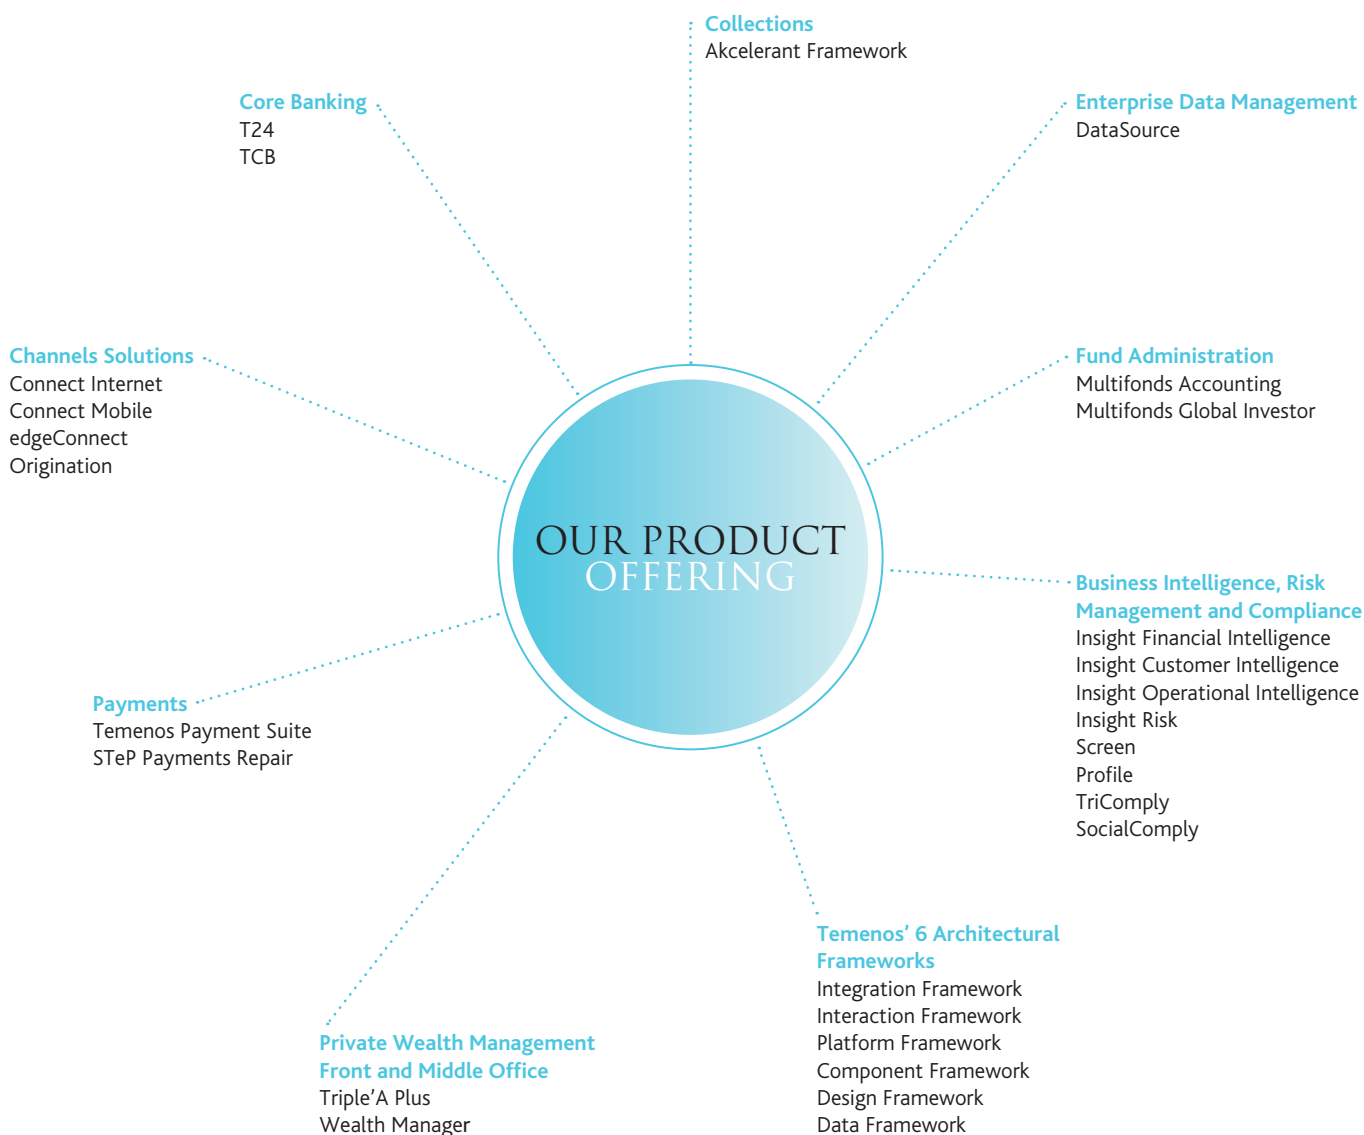 Collections
Akcelerant Framework
Core Banking
T24
TCB
Enterprise Data Management
DataSource
Channels Solutions
Connect Internet
Connect Mobile
edgeConnect
Origination
Fund Administration
Multifonds Accounting
Multifonds Global Investor
OUR PRODUCT
OFFERING
Business Intelligence, Risk
Management and Compliance
Insight Financial Intelligence
Insight Customer Intelligence
Insight Operational Intelligence
Insight Risk
Screen
Profile
TriComply
SocialComply
Payments
Temenos Payment Suite
STeP Payments Repair
Temenos’ 6 Architectural
Frameworks
Integration Framework
Interaction Framework
Platform Framework
Component Framework
Design Framework
Data Framework
Private Wealth Management
Front and Middle Office
Triple’A Plus
Wealth Manager